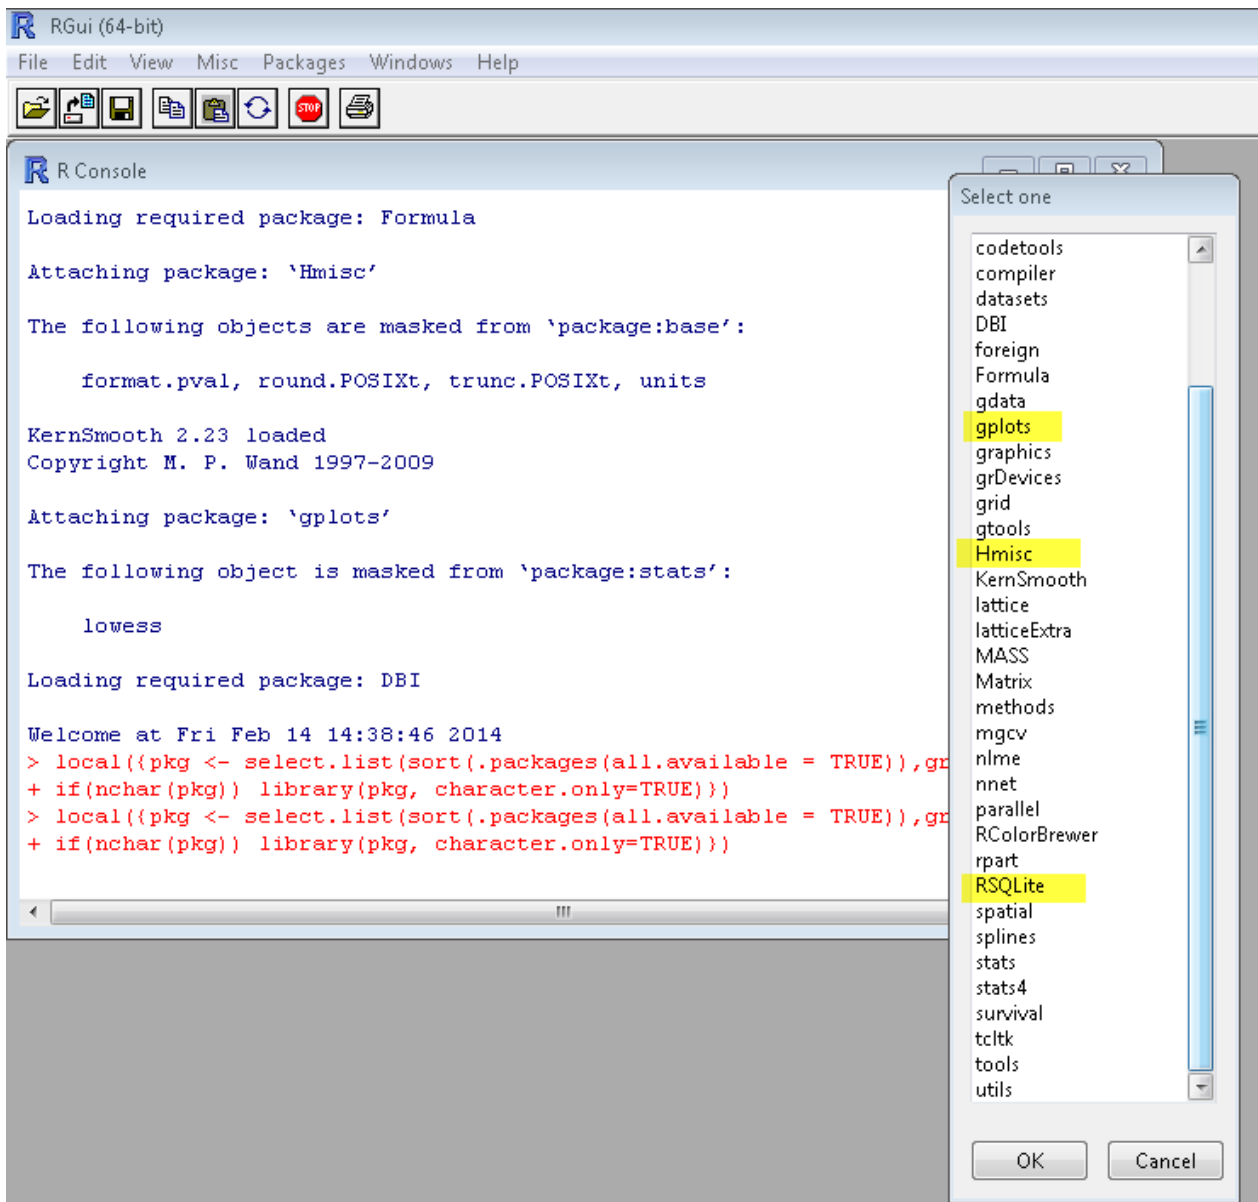 RGui (64-bit)
File Edit View Misc Packages Windows Help
STOP
R Console
Loading required package: Formula
Attaching package: ‘Hmisc’
The following objects are masked from ‘package:base’:
format.pval, round.POSIXt, trunc.POSIXt, units
KernSmooth 2.23 loaded
Copyright M. P. Wand 1997-2009
Attaching package: ‘gplots’
The following object is masked from ‘package:stats’:
lowess
Loading required package: DBI
Welcome at Fri Feb 14 14:38:46 2014
> local({pkg <- select.list(sort(.packages(all.available = TRUE)),gr
+ if(nchar(pkg)) library(pkg, character.only=TRUE)})
> local({pkg <- select.list(sort(.packages(all.available = TRUE)),gr
+ if(nchar(pkg)) library(pkg, character.only=TRUE)})
Select one
codetools
compiler
datasets
DBI
foreign
Formula
gdata
gplots
graphics
grDevices
grid
gtools
Hmisc
KernSmooth
lattice
latticeExtra
MASS
Matrix
methods
mgcv
nlme
nnet
parallel
RColorBrewer
rpart
RSQLite
spatial
splines
stats
stats4
survival
tcltk
tools
utils
OK Cancel